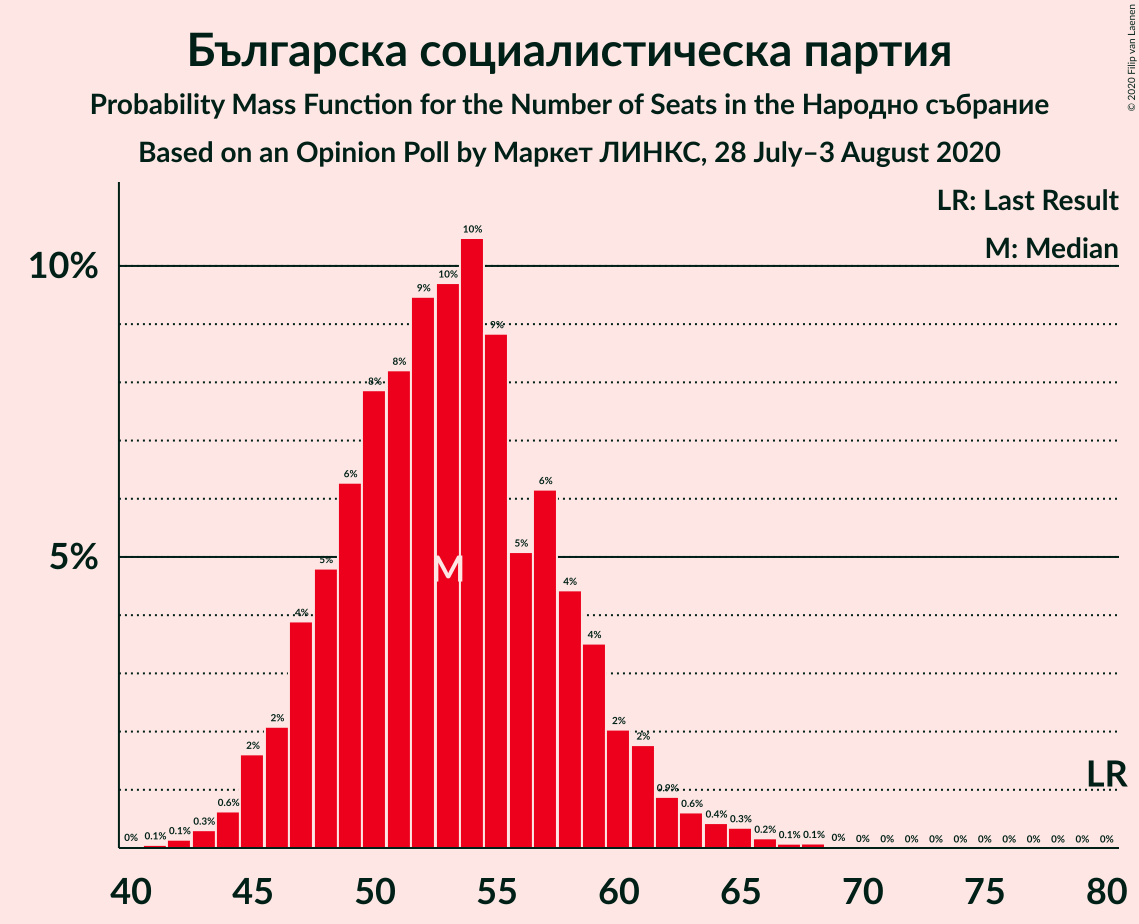 Българска социалистическа партия
Probability Mass Function for the Number of Seats in the Народно събрание
Based on an Opinion Poll by Маркет ЛИНКС, 28 July–3 August 2020
© 2020 Filip van Laenen
LR: Last Result
M: Median
10%
5%
0% 0.1% 0.1% 0.3% 0.6% 2% 2% 4% 5% 6% 8% 8% 9% 10% 10% 9% 5% 6% 4% 4% 2% 2% 0.9% 0.6% 0.4% 0.3% 0.2% 0.1% 0.1% 0% 0% 0% 0% 0% 0% 0% 0% 0% 0% 0% 0%
M
LR
40 45 50 55 60 65 70 75 80